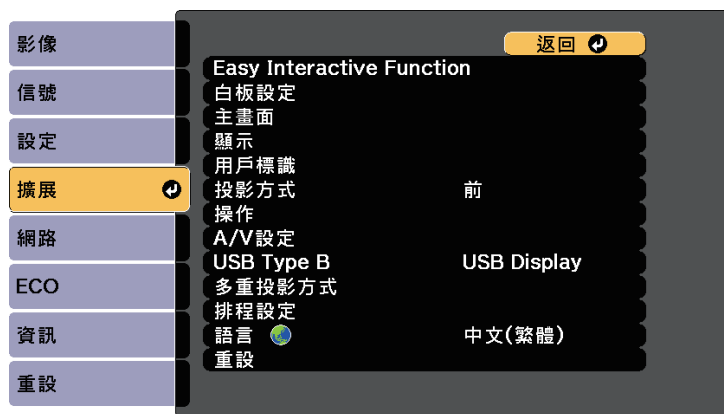 影像
信號
設定
擴展
網路
ECO
資訊
重設
返回
Easy Interactive Function
白板設定
主畫面
顯示
用戶標識
投影方式 前
操作
A/V設定
USB Type B USB Display
多重投影方式
排程設定
語言 中文(繁體)
重設